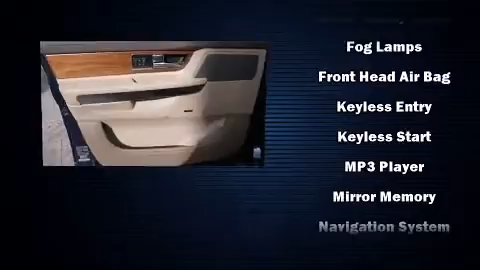 Fog Lamps
Front Head Air Bag
Keyless Entry
Keyless Start
MP3 Player
Mirror Memory
Navigation System